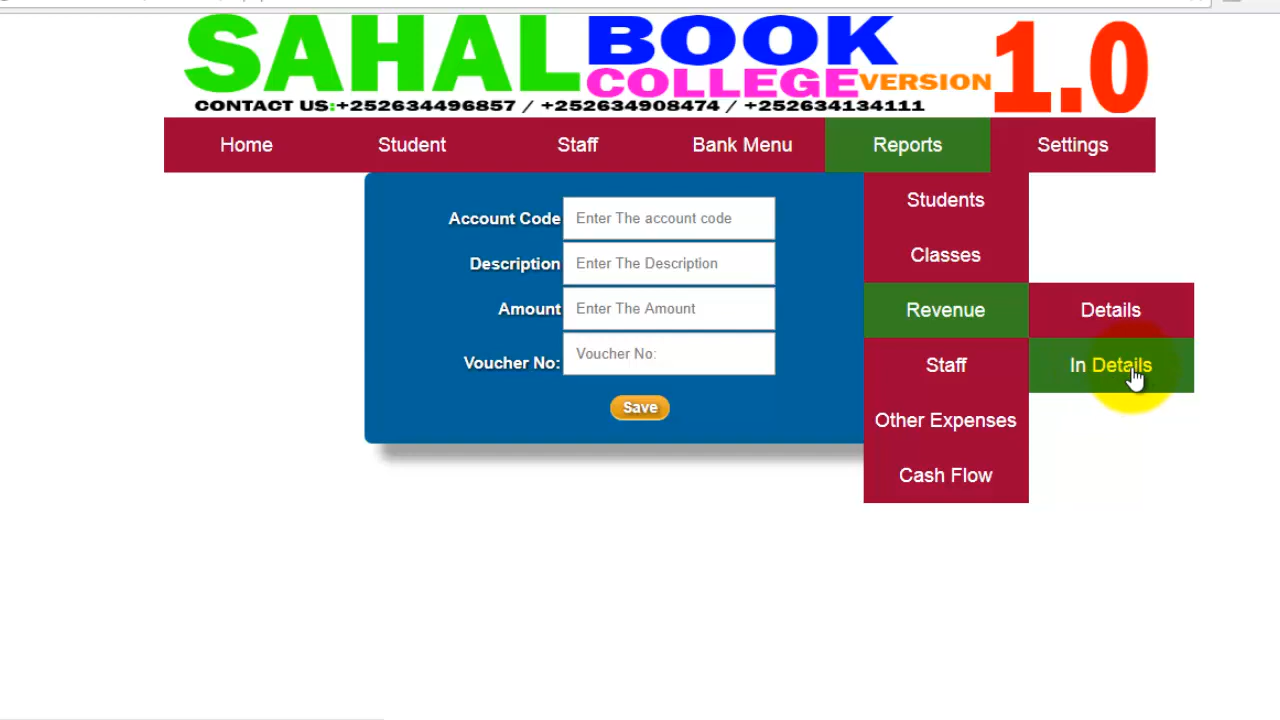 SAHAL BOOK COLLEGE VERSION 1.0
CONTACT US:+252634496857 / +252634908474 / +252634134111
Home Student Staff Bank Menu Reports Settings
Students
Classes
Revenue
Staff
Other Expenses
Cash Flow
Details
In Details
Account Code Enter The account code
Description Enter The Description
Amount Enter The Amount
Voucher No: Voucher No:
Save